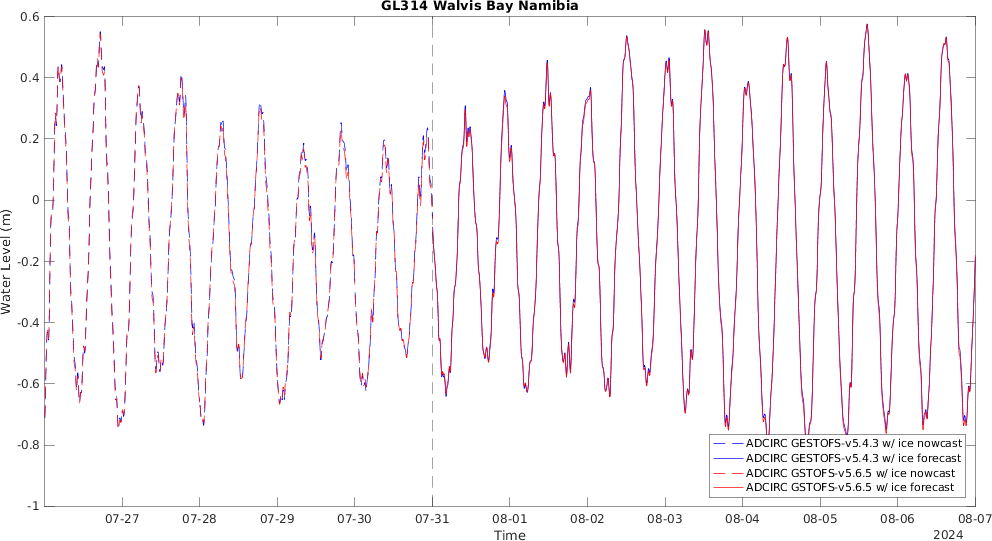 GL314 Walvis Bay Namibia
0.6
0.4
0.2
0
-0.2
-0.4
-0.6
-0.8
-1
Water Level (m)
ADCIRC GESTOFS-v5.4.3 w/ ice nowcast
ADCIRC GESTOFS-v5.4.3 w/ ice forecast
ADCIRC GSTOFS-v5.6.5 w/ ice nowcast
ADCIRC GSTOFS-v5.6.5 w/ ice forecast
07-27 07-28 07-29 07-30 07-31 08-01 08-02 08-03 08-04 08-05 08-06 08-07
Time
2024